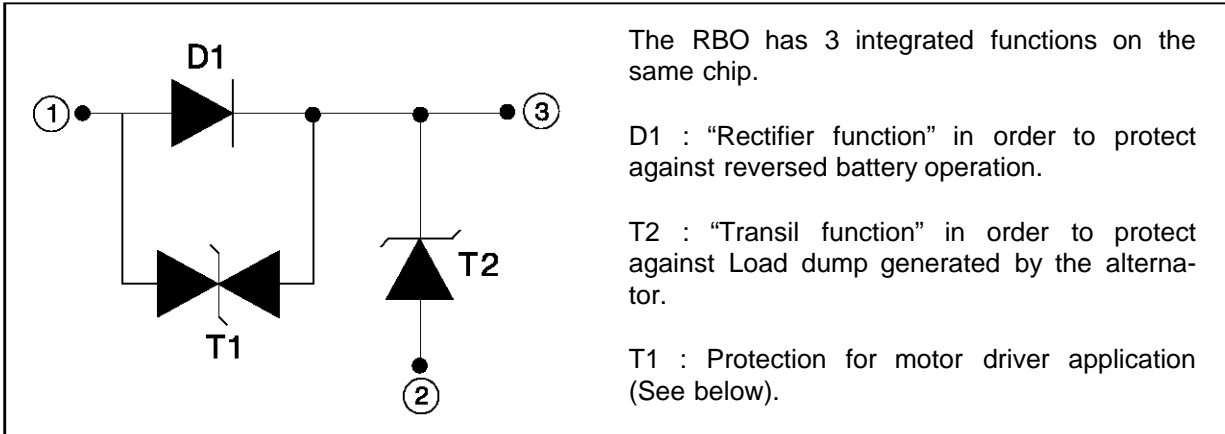 D1
1
3
T2
T1
2
The RBO has 3 integrated functions on the
same chip.
D1 : “Rectifier function” in order to protect
against reversed battery operation.
T2 : “Transil function” in order to protect
against Load dump generated by the alterna-
tor.
T1 : Protection for motor driver application
(See below).